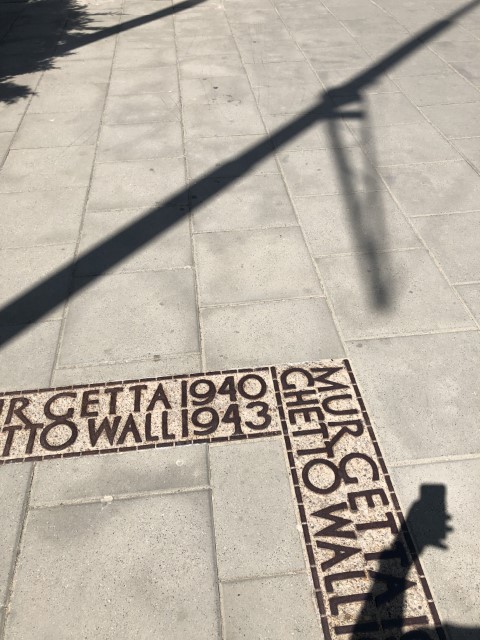 UR GETTA 1940
TTO WALL 1943
MUR GETTA
GHETTO WALL